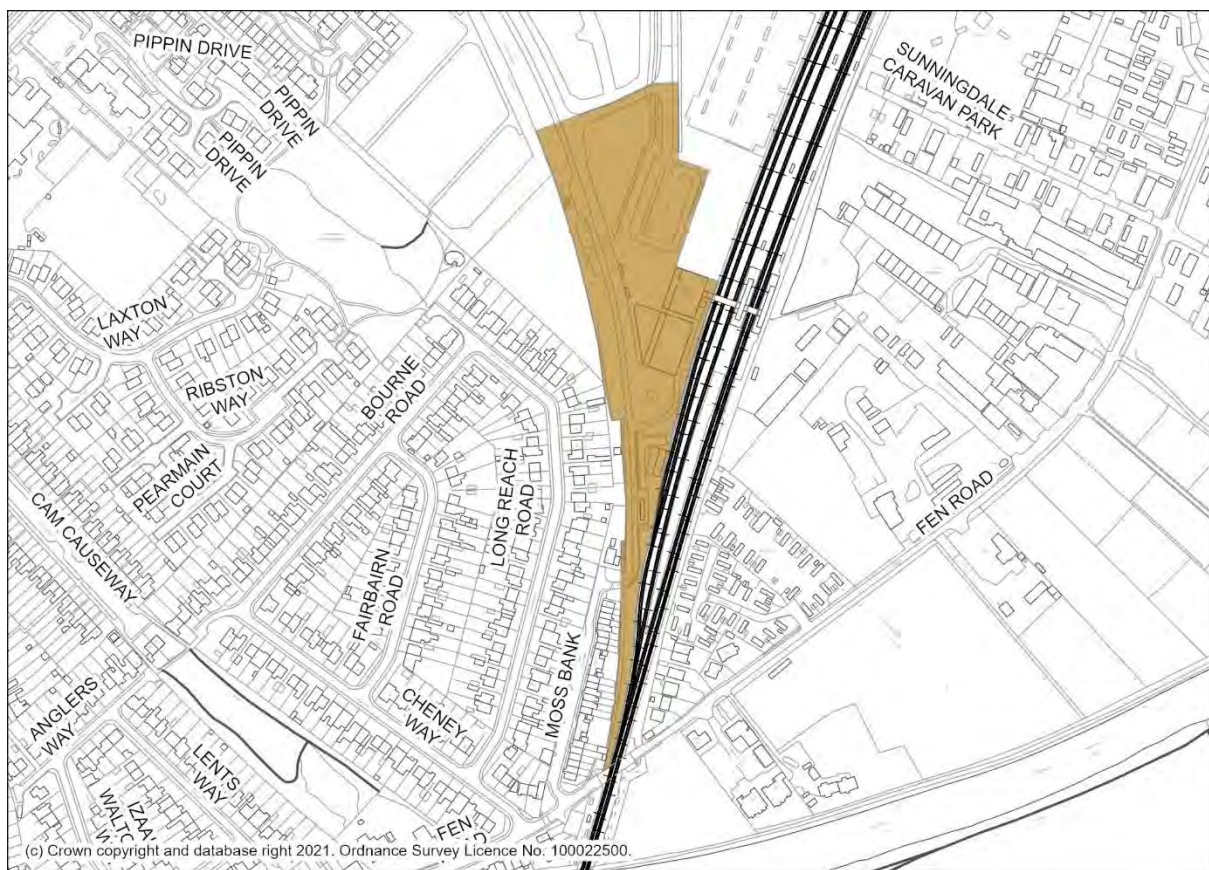 PIPPIN DRIVE
PIPPIN
DRIVE
PIPPIN
DRIVE
SUNNINGDALE
CARAVAN PARK
LAXTON
WAY
RIBSTON
WAY
BOURNE
ROAD
PEARMAIN
COURT
LONG REACH
ROAD
CAM CAUSEWAY
FAIRBAIRN
ROAD
FEN ROAD
MOSS BANK
CHENEY
WAY
ANGLERS
WAY
LENTS
WAY
IZAAK
WALTON
FEN
(c) Crown copyright and database right 2021. Ordnance Survey Licence No. 100022500.